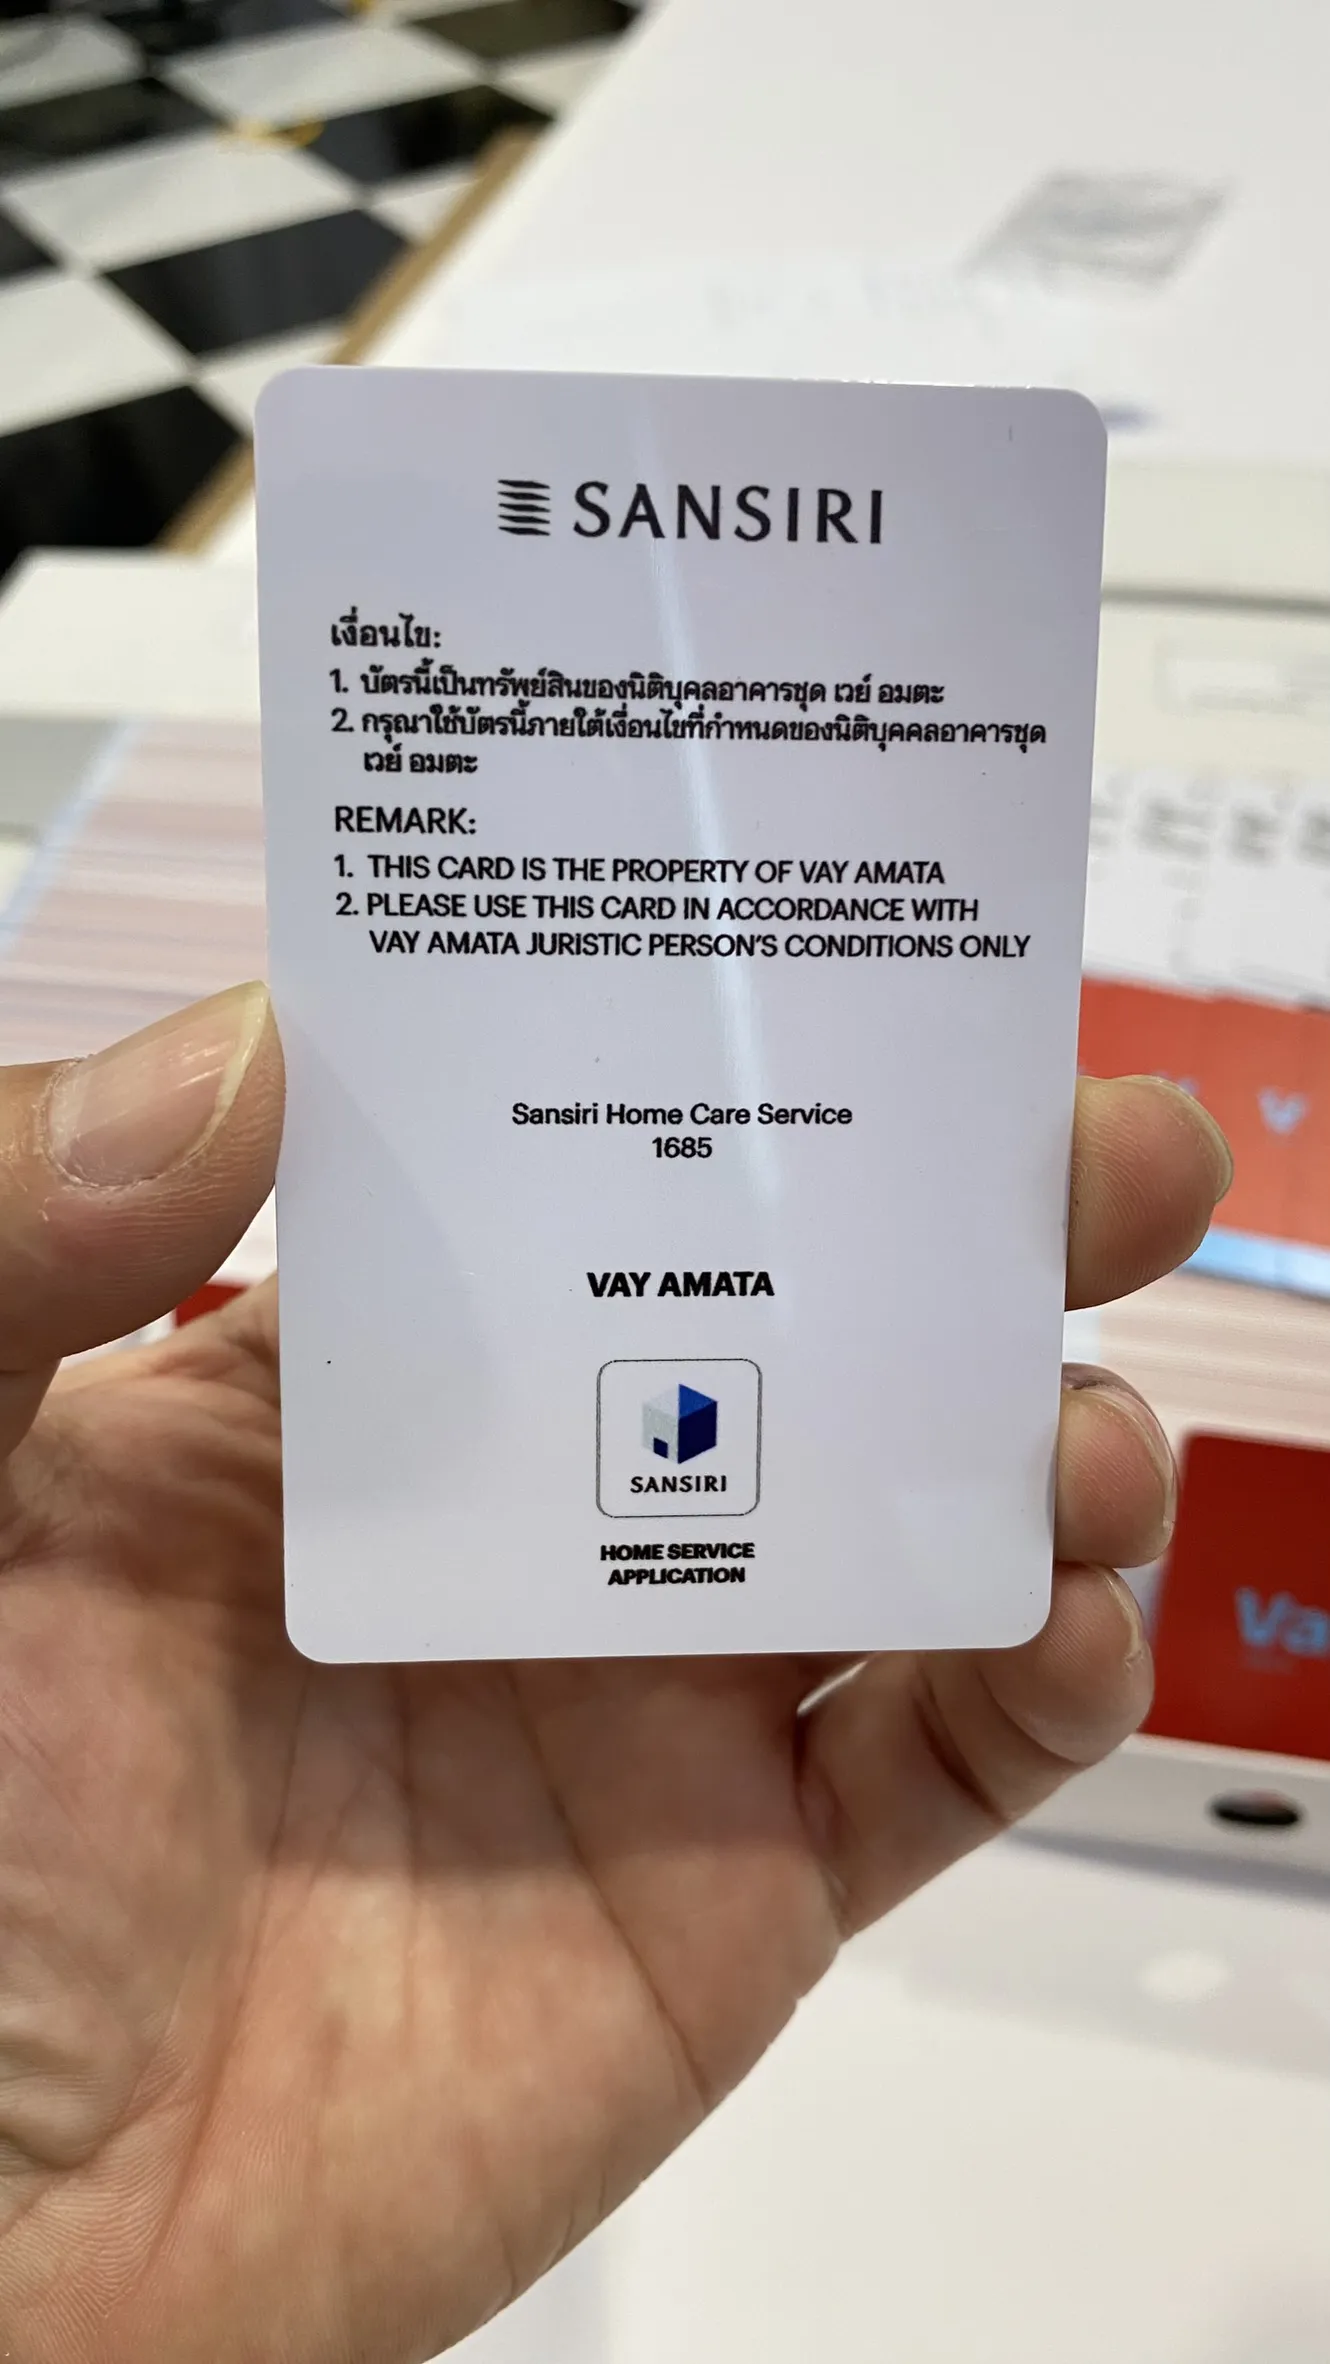 SANSIRI
เงื่อนไข:
1. บัตรนี้เป็นทรัพย์สินของนิติบุคลอาคารชุด เวย์ อมตะ
2. กรุณาใช้บัตรนี้ภายใต้เงื่อนไขที่กำหนดของนิติบุคคลอาคารชุด
เวย์ อมตะ
REMARK:
1. THIS CARD IS THE PROPERTY OF VAY AMATA
2. PLEASE USE THIS CARD IN ACCORDANCE WITH
VAY AMATA JURISTIC PERSON'S CONDITIONS ONLY
Sansiri Home Care Service
1685
VAY AMATA
SANSIRI
HOME SERVICE
APPLICATION
Va